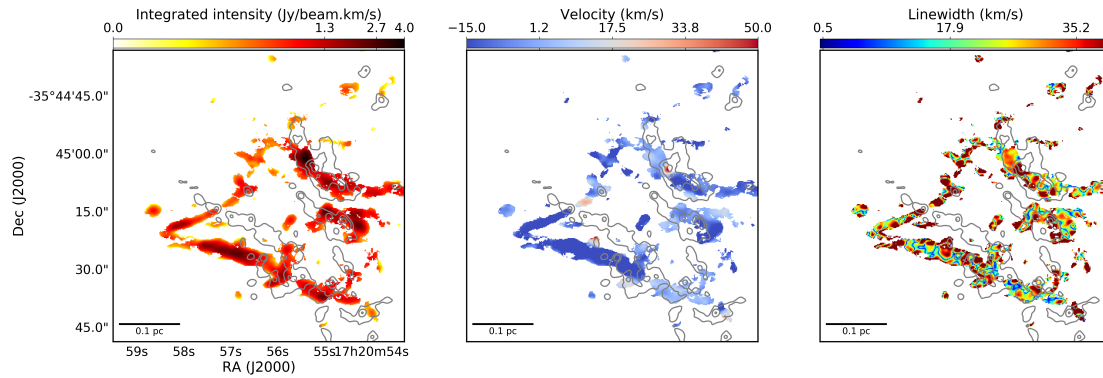 Integrated intensity (Jy/beam.km/s)
0.0 1.3 2.7 4.0
Velocity (km/s)
−15.0 1.2 17.5 33.8 50.0
Linewidth (km/s)
0.5 17.9 35.2
Dec (J2000)
-35°44'45.0"
45'00.0"
15.0"
30.0"
45.0"
0.1 pc
0.1 pc
0.1 pc
59s 58s 57s 56s 55s 17h20m54s
RA (J2000)